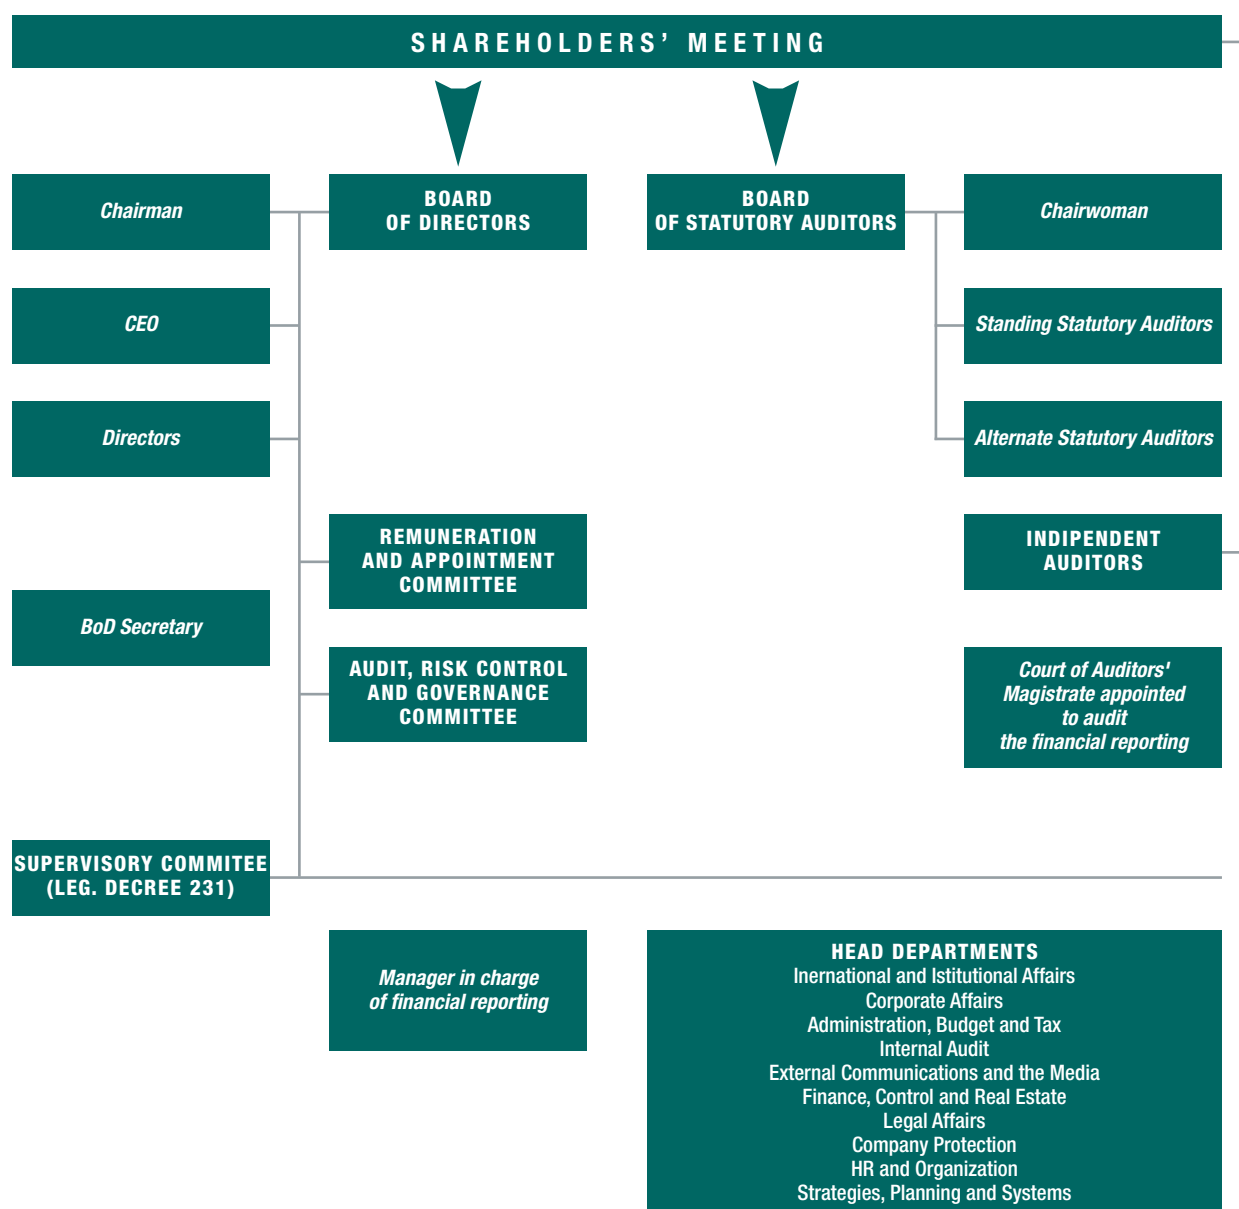 SHAREHOLDERS’ MEETING
Chairman
BOARD
OF DIRECTORS
BOARD
OF STATUTORY AUDITORS
Chairwoman
CEO
Standing Statutory Auditors
Directors
Alternate Statutory Auditors
REMUNERATION
AND APPOINTMENT
COMMITTEE
INDIPENDENT
AUDITORS
BoD Secretary
AUDIT, RISK CONTROL
AND GOVERNANCE
COMMITTEE
Court of Auditors'
Magistrate appointed
to audit
the financial reporting
SUPERVISORY COMMITEE
(LEG. DECREE 231)
Manager in charge
of financial reporting
HEAD DEPARTMENTS
Inernational and Istitutional Affairs
Corporate Affairs
Administration, Budget and Tax
Internal Audit
External Communications and the Media
Finance, Control and Real Estate
Legal Affairs
Company Protection
HR and Organization
Strategies, Planning and Systems